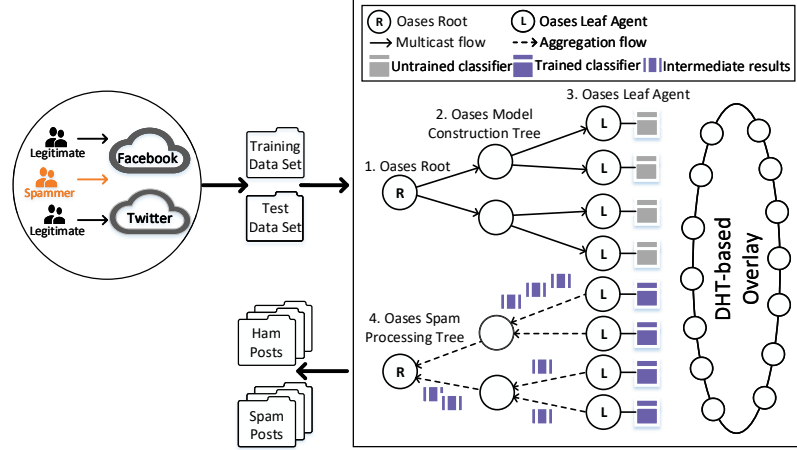 R Oases Root
L Oases Leaf Agent
Multicast flow
Aggregation flow
Untrained classifier
Trained classifier
Intermediate results
Legitimate
Facebook
Spammer
Legitimate
Twitter
Training
Data Set
Test
Data Set
1. Oases Root
2. Oases Model
Construction Tree
3. Oases Leaf Agent
R
L
L
L
L
4. Oases Spam
Processing Tree
R
L
L
L
L
DHT-based
Overlay
Ham
Posts
Spam
Posts